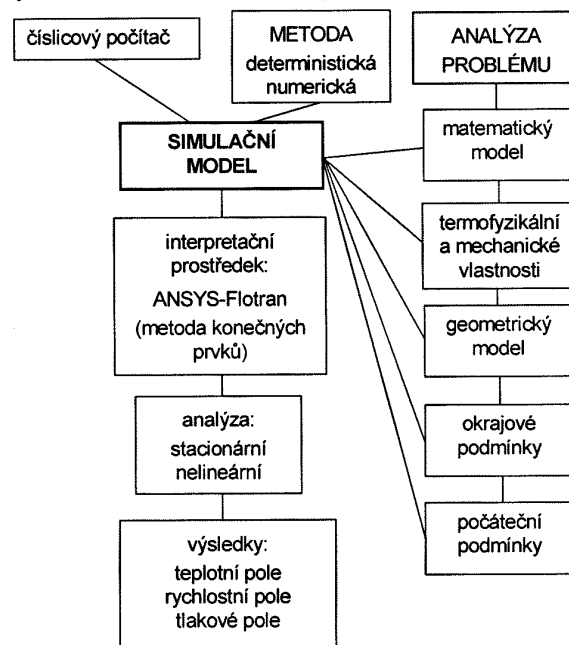 číslicový počítač
METODA
deterministická
numerická
ANALÝZA
PROBLÉMU
SIMULAČNÍ
MODEL
matematický
model
interpretační
prostředek:
ANSYS-Flotran
(metoda konečných
prvků)
termofyzikální
a mechanické
vlastnosti
geometrický
model
analýza:
stacionární
nelineární
okrajové
podmínky
počáteční
podmínky
výsledky:
teplotní pole
rychlostní pole
tlakové pole